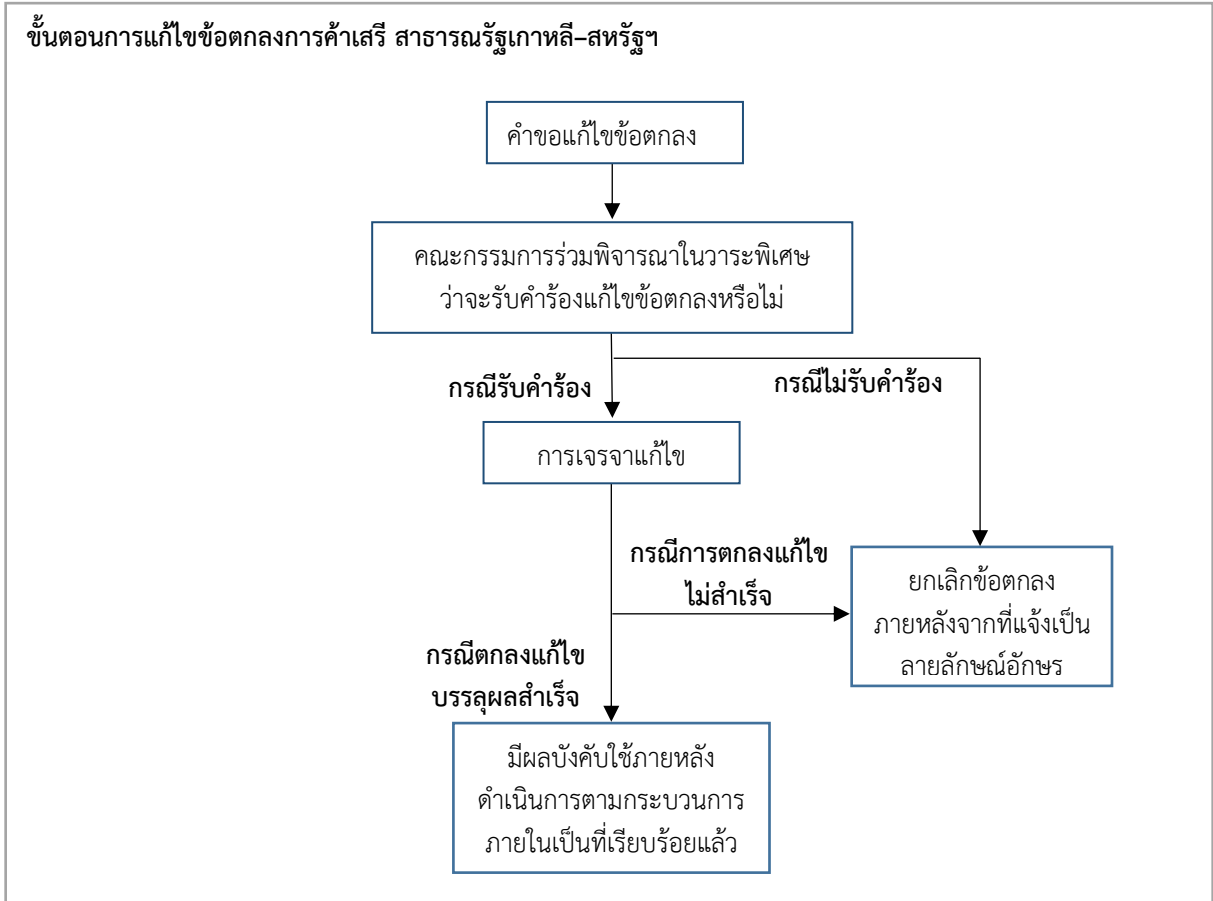 ขั้นตอนการแก้ไขข้อตกลงการค้าเสรี สาธารณรัฐเกาหลี–สหรัฐฯ
คำขอแก้ไขข้อตกลง
คณะกรรมการร่วมพิจารณาในวาระพิเศษ
ว่าจะรับคำร้องแก้ไขข้อตกลงหรือไม่
กรณีรับคำร้อง
กรณีไม่รับคำร้อง
การเจรจาแก้ไข
กรณีการตกลงแก้ไข
ไม่สำเร็จ
ยกเลิกข้อตกลง
ภายหลังจากที่แจ้งเป็น
ลายลักษณ์อักษร
กรณีตกลงแก้ไข
บรรลุผลสำเร็จ
มีผลบังคับใช้ภายหลัง
ดำเนินการตามกระบวนการ
ภายในเป็นที่เรียบร้อยแล้ว